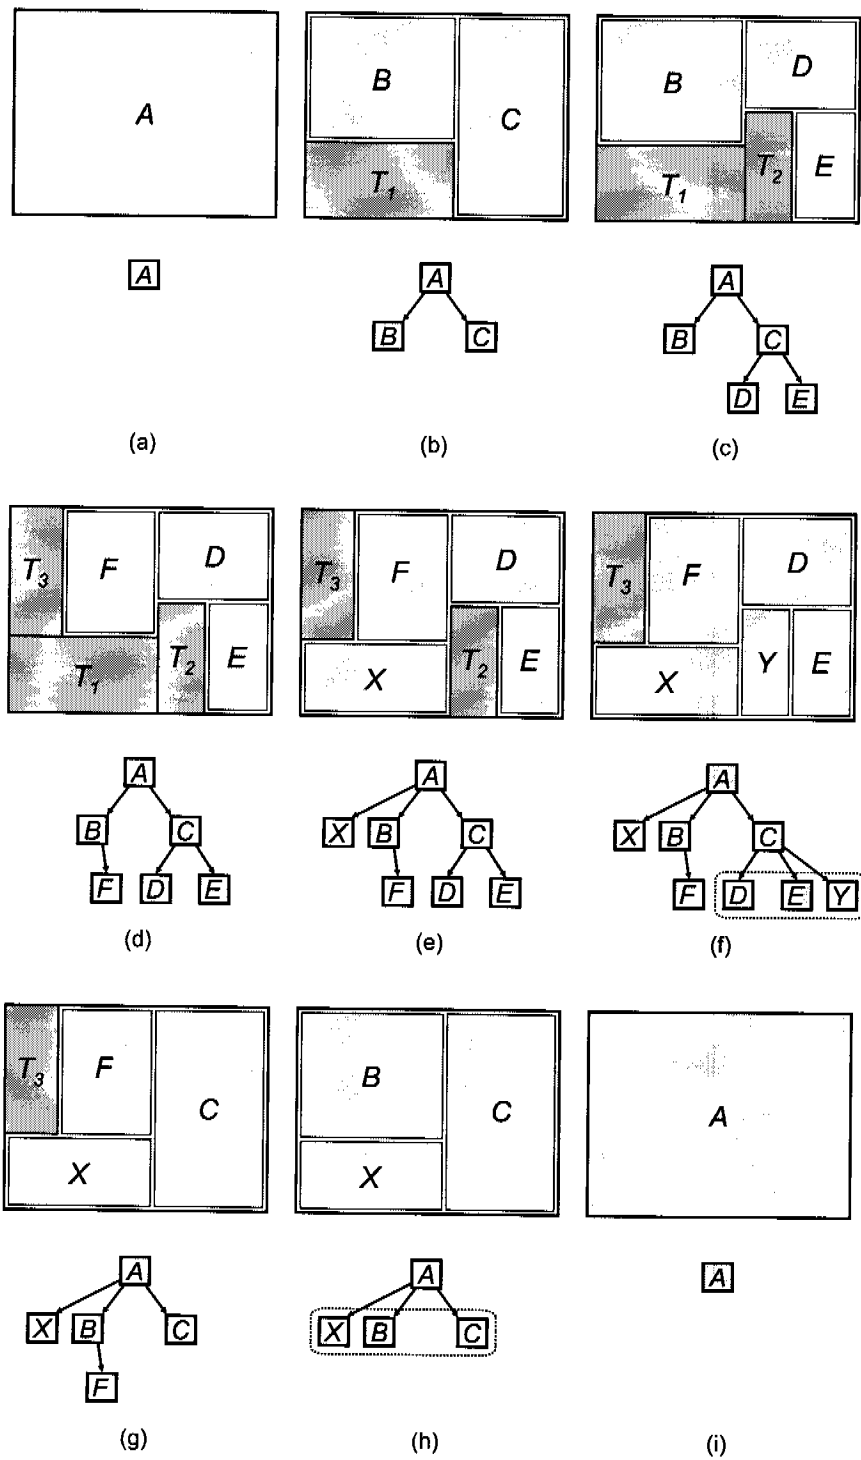 A
B C T1
B D T1 T2 E
A
A
B C
A
B C
D E
(a) (b) (c)
T3 F D T1 T2 E
T3 F D X T2 E
T3 F D X Y E
A
B C
F D E
A
X B C
F D E
A
X B C
F D E Y
(d) (e) (f)
T3 F C X
B C X
A
A
X B C
F
A
X B C
A
(g) (h) (i)